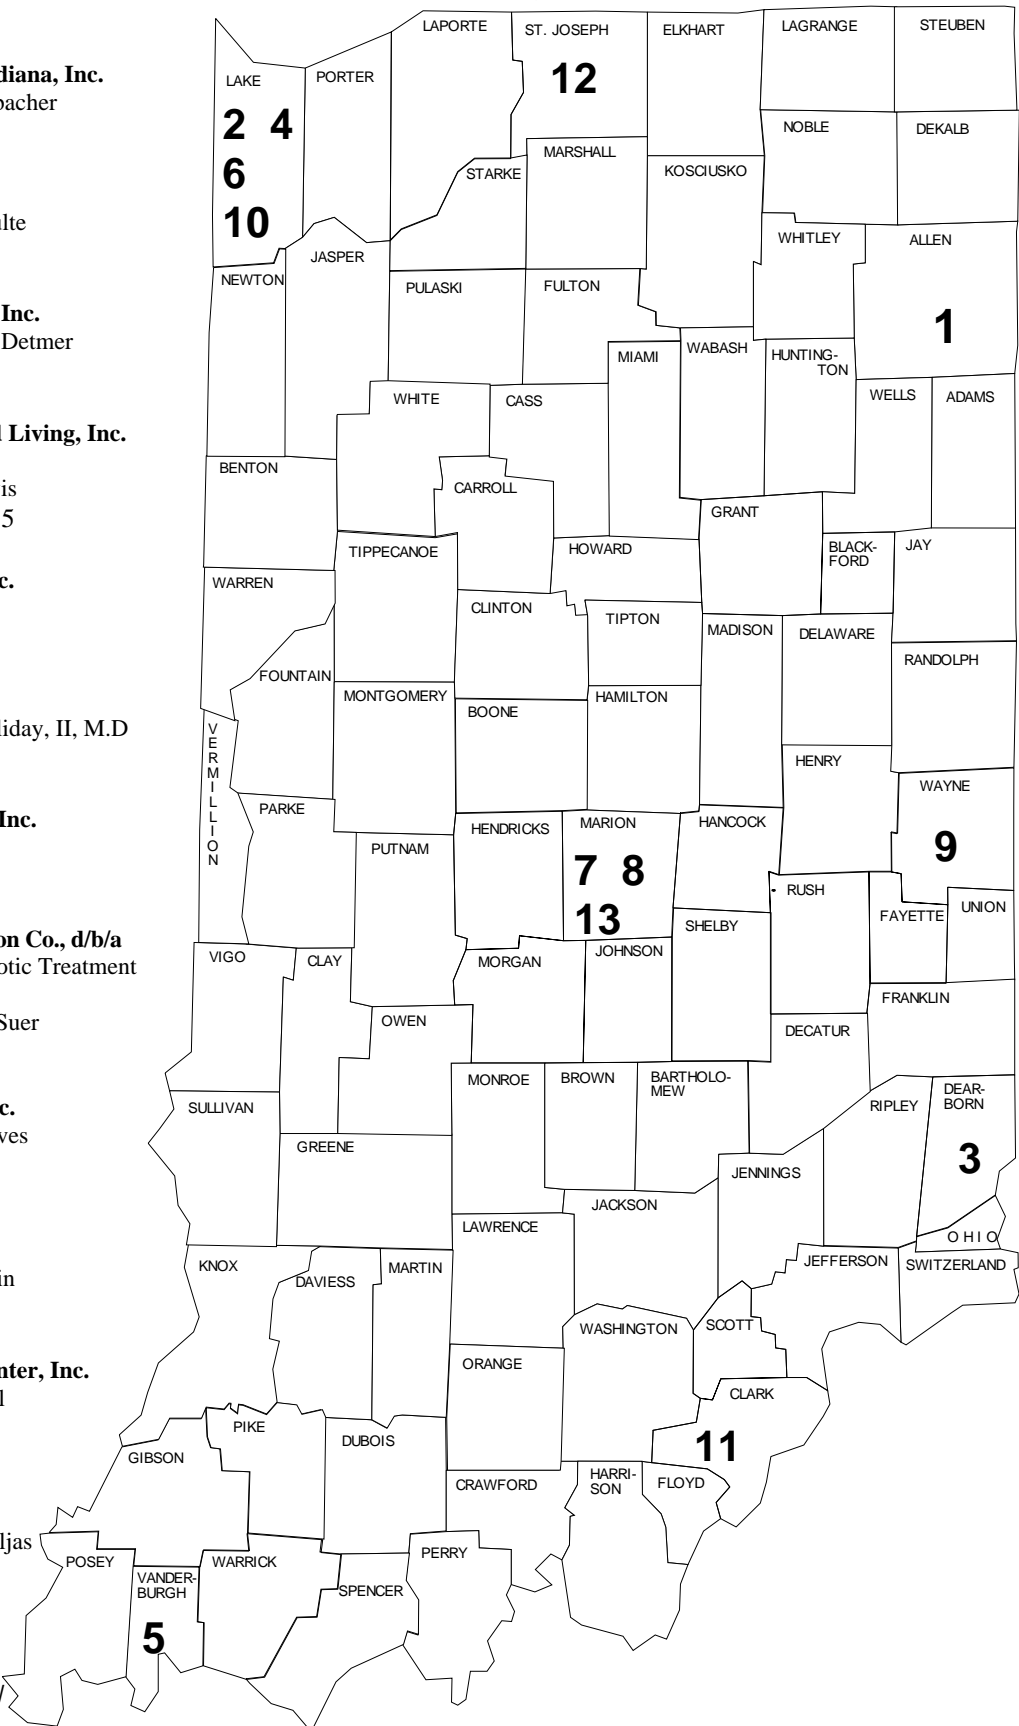 diana, Inc.
bacher
ulte
Inc.
Detmer
l Living, Inc.
is
5
c.
liday, II, M.D
Inc.
on Co., d/b/a
otic Treatment
Suer
c.
ves
in
nter, Inc.
l
ljas
LAPORTE ST. JOSEPH ELKHART LAGRANGE STEUBEN
12
LAKE PORTER
2 4
6
10
NOBLE DEKALB
MARSHALL
STARKE KOSCIUSKO
WHITLEY ALLEN
1
JASPER
NEWTON PULASKI FULTON
MIAMI WABASH HUNTING-
TON
WHITE CASS WELLS ADAMS
BENTON
CARROLL
GRANT
TIPPECANOE HOWARD BLACK-
FORD JAY
WARREN
CLINTON TIPTON MADISON DELAWARE
RANDOLPH
FOUNTAIN
MONTGOMERY BOONE HAMILTON
VERMILLION
HENRY
WAYNE
9
PARKE PUTNAM HENDRICKS MARION HANCOCK
7 8
13
RUSH
FAYETTE UNION
SHELBY
VIGO CLAY MORGAN JOHNSON
FRANKLIN
OWEN DECATUR
MONROE BROWN BARTHOLO-
MEW
DEAR-
BORN
3
SULLIVAN RIPLEY
GREENE
JENNINGS
JACKSON
LAWRENCE
OHIO
KNOX DAVIESS MARTIN JEFFERSON SWITZERLAND
WASHINGTON SCOTT
ORANGE
CLARK
11
PIKE DUBOIS
GIBSON
CRAWFORD HARRI-
SON FLOYD
POSEY VANDER-
BURGH
5
WARRICK SPENCER PERRY